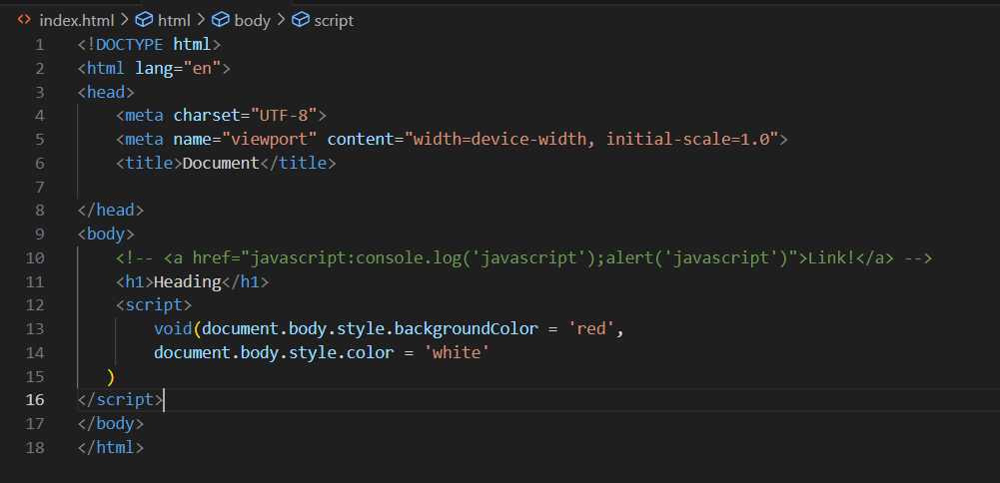 index.html > html > body > script
1 <!DOCTYPE html>
2 <html lang="en">
3 <head>
4     <meta charset="UTF-8">
5     <meta name="viewport" content="width=device-width, initial-scale=1.0">
6     <title>Document</title>
7
8 </head>
9 <body>
10     <!-- <a href="javascript:console.log('javascript');alert('javascript')">Link!</a> -->
11     <h1>Heading</h1>
12     <script>
13         void(document.body.style.backgroundColor = 'red',
14         document.body.style.color = 'white'
15    )
16 </script>
17 </body>
18 </html>